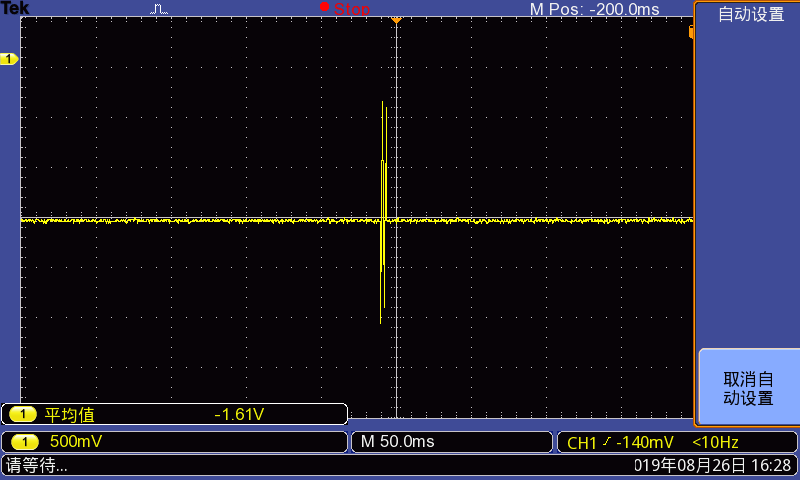 Tek Stop M Pos: -200.0ms
自动设置
1
取消自
动设置
1 平均值 -1.61V
1 500mV M 50.0ms CH1 -140mV <10Hz
请等待... 019年08月26日 16:28